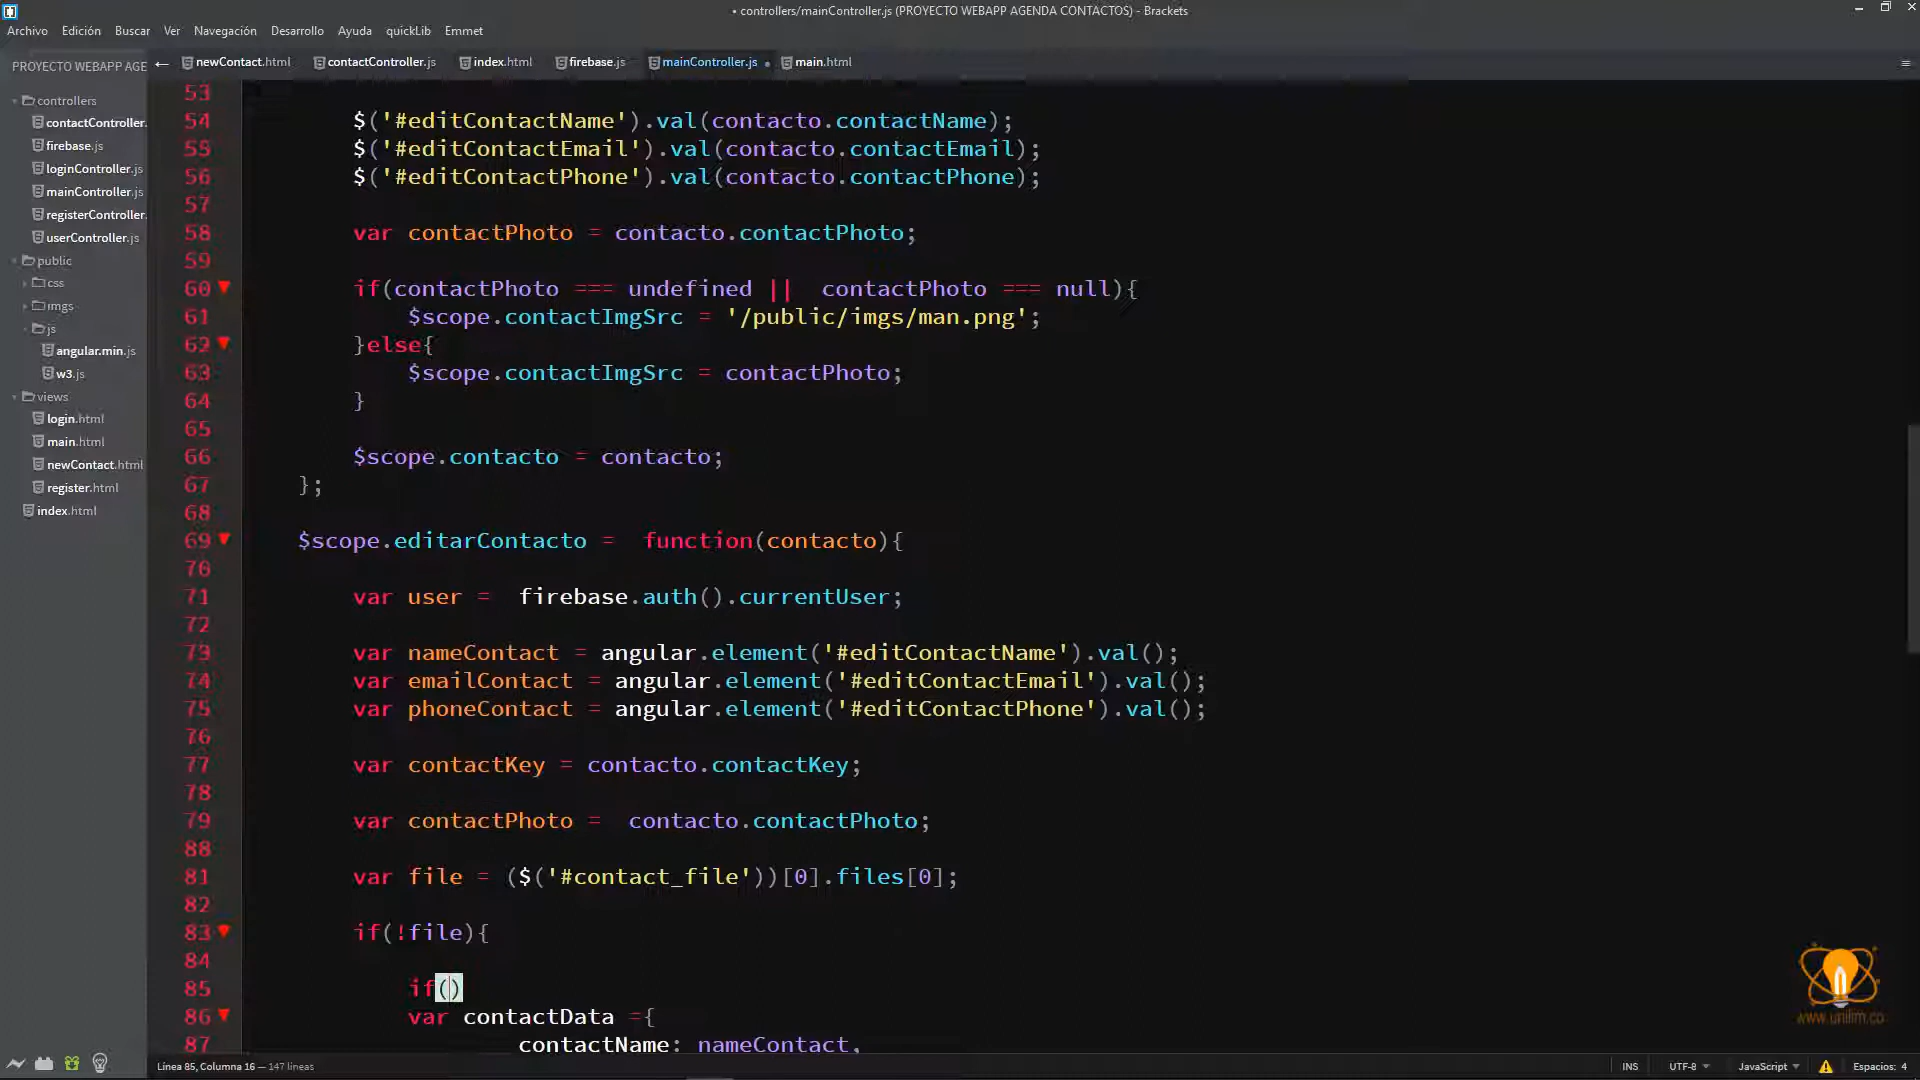 • controllers/mainController.js (PROYECTO WEBAPP AGENDA CONTACTOS) - Brackets
Archivo Edición Buscar Ver Navegación Desarrollo Ayuda quickLib Emmet
PROYECTO WEBAPP AGE
newContact.html contactController.js index.html firebase.js mainController.js main.html
controllers
contactController.
firebase.js
loginController.js
mainController.js
registerController.
userController.js
public
css
imgs
js
angular.min.js
w3.js
views
login.html
main.html
newContact.html
register.html
index.html
53
54 $('#editContactName').val(contacto.contactName);
55 $('#editContactEmail').val(contacto.contactEmail);
56 $('#editContactPhone').val(contacto.contactPhone);
57
58 var contactPhoto = contacto.contactPhoto;
59
60 if(contactPhoto === undefined || contactPhoto === null){
61 $scope.contactImgSrc = '/public/imgs/man.png';
62 }else{
63 $scope.contactImgSrc = contactPhoto;
64 }
65
66 $scope.contacto = contacto;
67 };
68
69 $scope.editarContacto = function(contacto){
70
71 var user = firebase.auth().currentUser;
72
73 var nameContact = angular.element('#editContactName').val();
74 var emailContact = angular.element('#editContactEmail').val();
75 var phoneContact = angular.element('#editContactPhone').val();
76
77 var contactKey = contacto.contactKey;
78
79 var contactPhoto = contacto.contactPhoto;
80
81 var file = ($('#contact_file'))[0].files[0];
82
83 if(!file){
84
85 if()
86 var contactData ={
87 contactName: nameContact,
www.unilim.co
Línea 85, Columna 16 — 147 líneas
INS UTF-8 JavaScript Espacios: 4